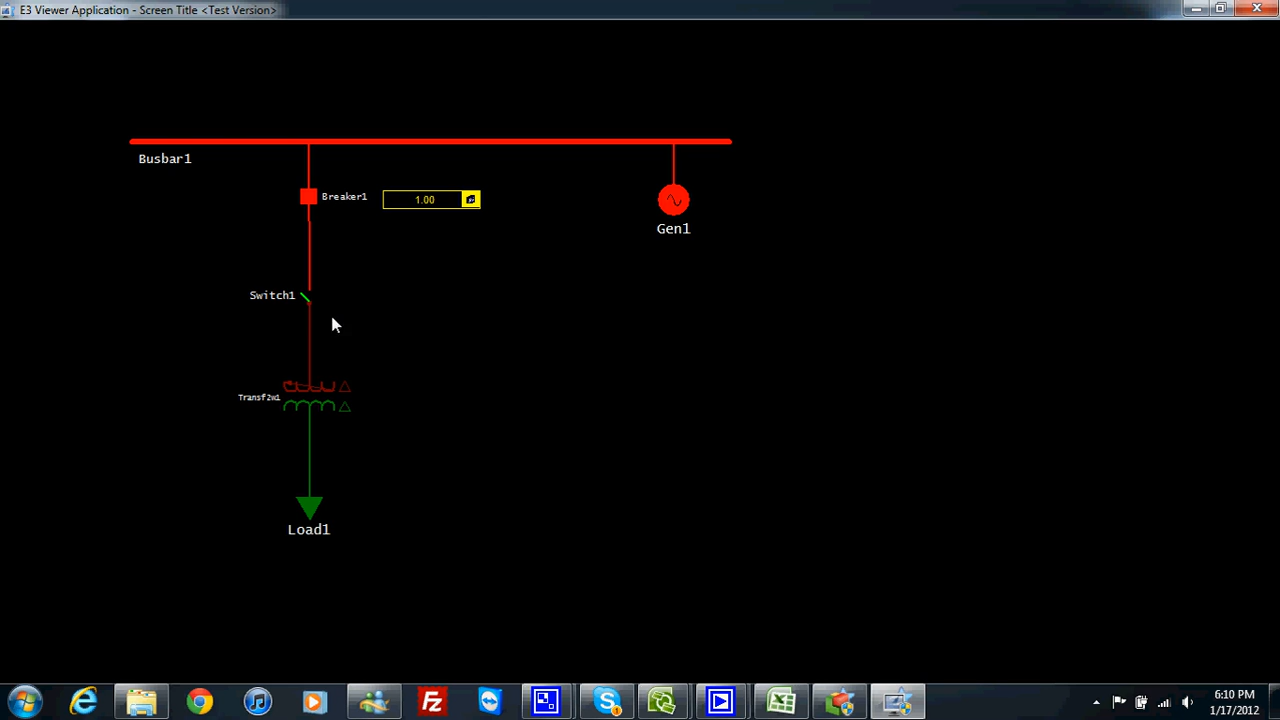 E3 Viewer Application - Screen Title <Test Version>
Busbar1
Breaker1
1.00
Gen1
Switch1
Transf2W1
Load1
6:10 PM
1/17/2012